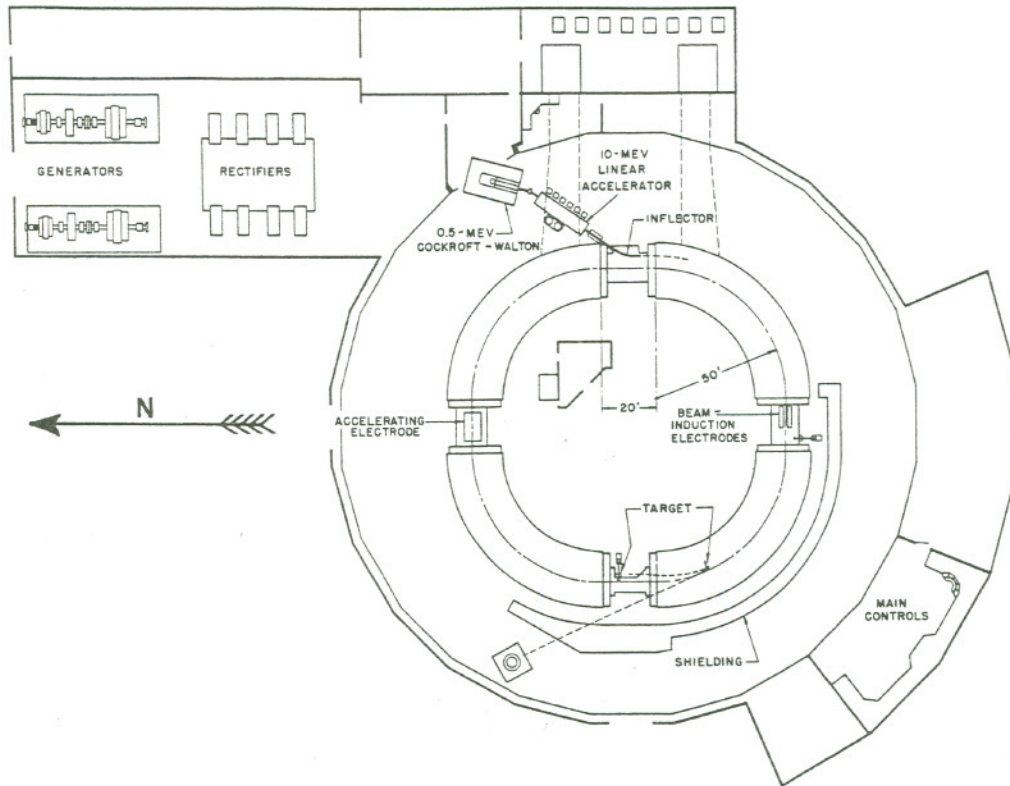 GENERATORS
RECTIFIERS
10-MEV
LINEAR
ACCELERATOR
INFLECTOR
0.5-MEV
COCKROFT-WALTON
50'
20'
N
ACCELERATING
ELECTRODE
BEAM-
INDUCTION
ELECTRODES
TARGET
MAIN
CONTROLS
SHIELDING